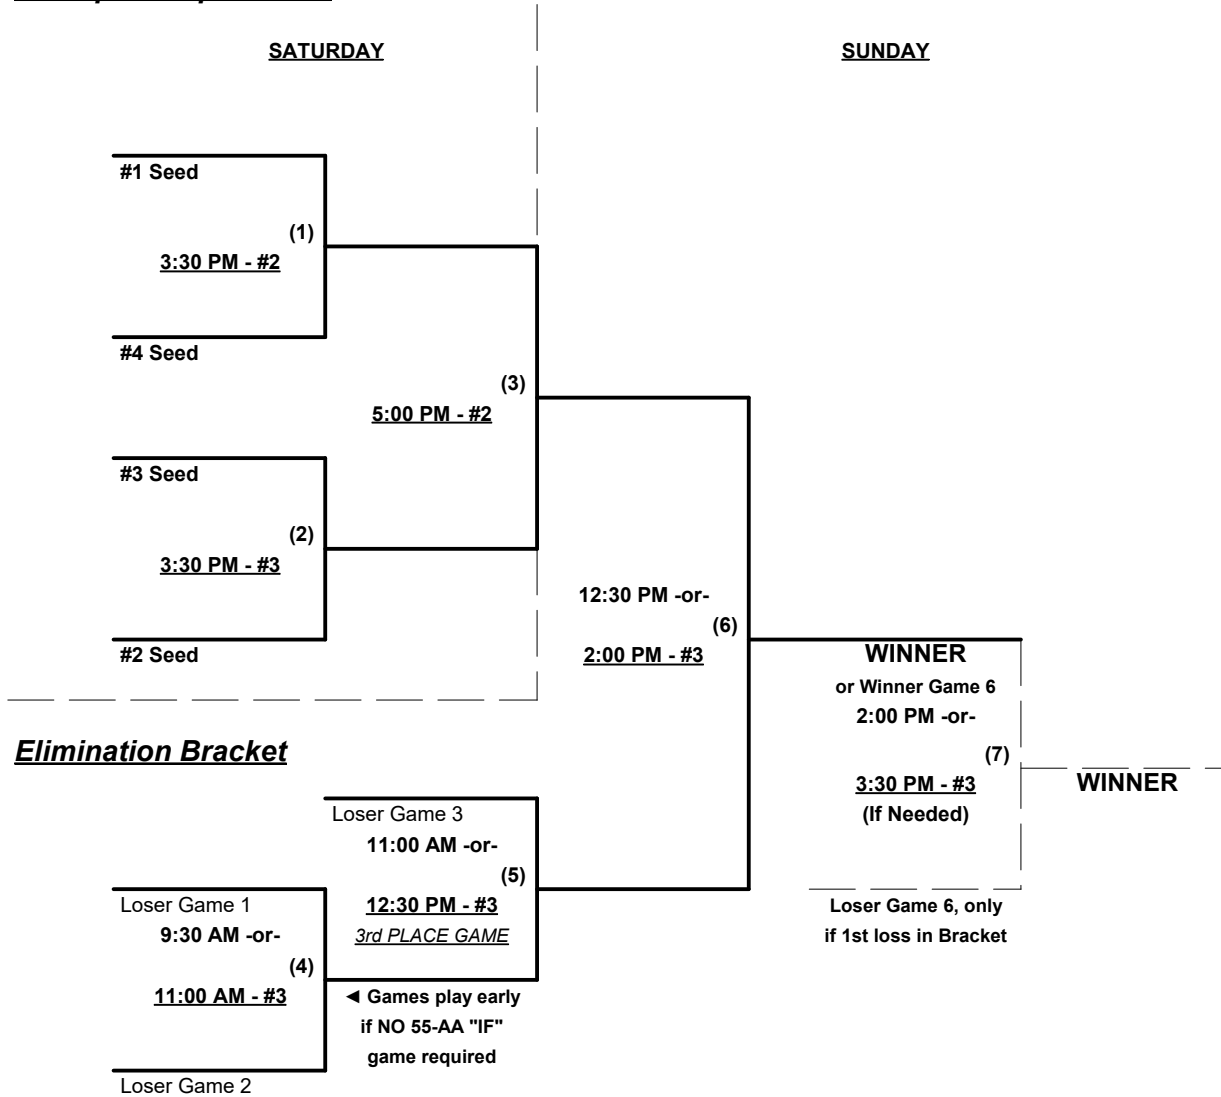 SATURDAY
SUNDAY
#1 Seed
(1)
3:30 PM - #2
#4 Seed
(3)
5:00 PM - #2
#3 Seed
(2)
3:30 PM - #3
#2 Seed
12:30 PM -or-
(6)
2:00 PM - #3
WINNER
or Winner Game 6
2:00 PM -or-
(7)
3:30 PM - #3
(If Needed)
WINNER
Loser Game 6, only
if 1st loss in Bracket
Elimination Bracket
Loser Game 3
11:00 AM -or-
(5)
12:30 PM - #3
3rd PLACE GAME
Loser Game 1
9:30 AM -or-
(4)
11:00 AM - #3
◄ Games play early
if NO 55-AA "IF"
game required
Loser Game 2